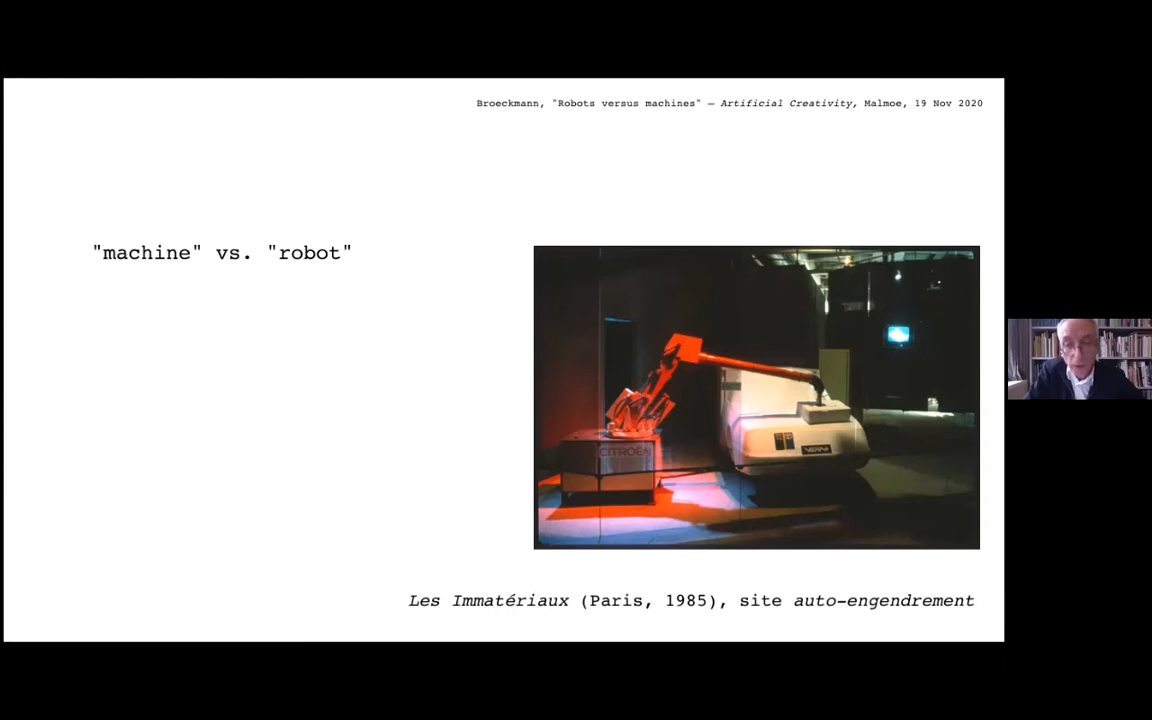 Broeckmann, "Robots versus machines" — Artificial Creativity, Malmoe, 19 Nov 2020
"machine" vs. "robot"
CITROËN
Les Immatériaux (Paris, 1985), site auto-engendrement